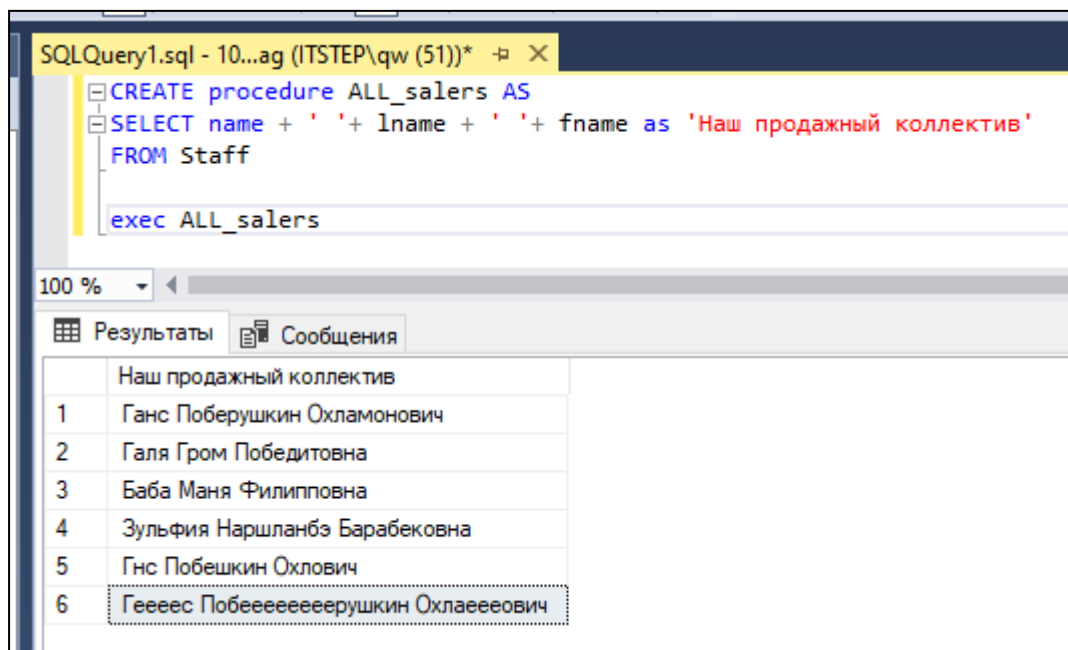 SQLQuery1.sql - 10...ag (ITSTEP\qw (51))*
CREATE procedure ALL_salers AS
SELECT name + ' '+ lname + ' '+ fname as 'Наш продажный коллектив'
FROM Staff
exec ALL_salers
100 %
Результаты Сообщения
Наш продажный коллектив
1 Ганс Поберушкин Охламонович
2 Галя Гром Победитовна
3 Баба Маня Филипповна
4 Зульфия Наршланбэ Барабековна
5 Гнс Побешкин Охлович
6 Геееес Побеееееееерушкин Охлаееeович